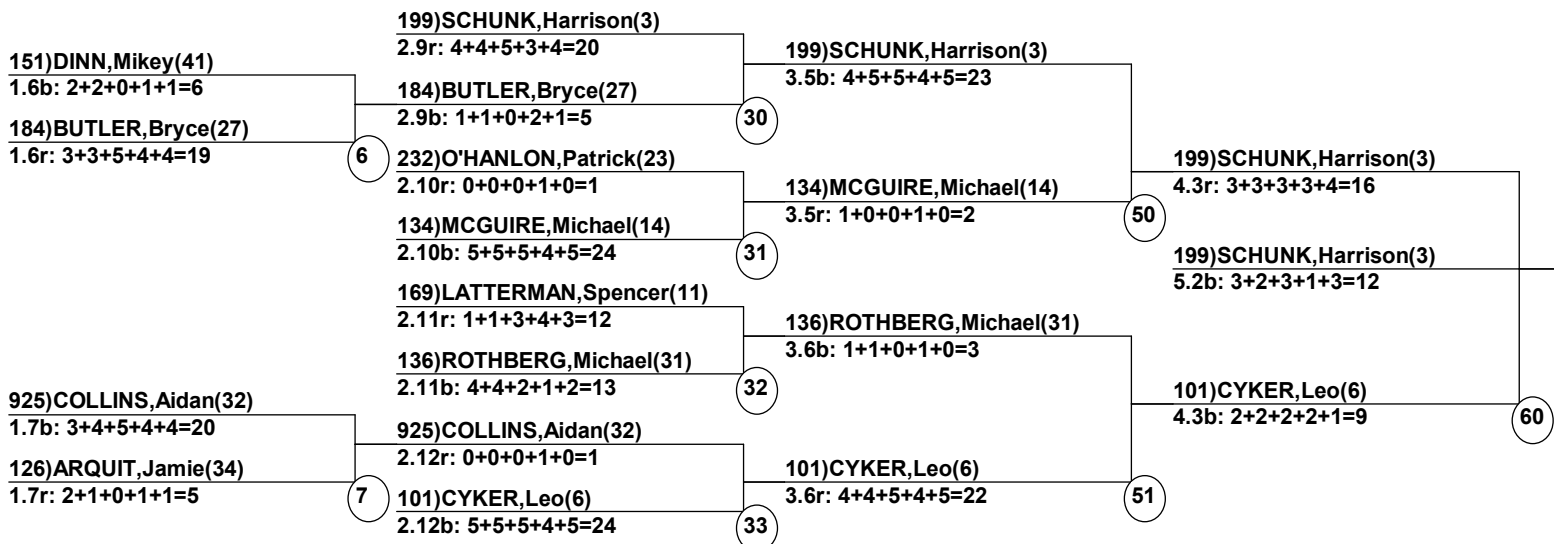 151)DINN,Mikey(41)
1.6b: 2+2+0+1+1=6
184)BUTLER,Bryce(27)
1.6r: 3+3+5+4+4=19
6
925)COLLINS,Aidan(32)
1.7b: 3+4+5+4+4=20
126)ARQUIT,Jamie(34)
1.7r: 2+1+0+1+1=5
7
199)SCHUNK,Harrison(3)
2.9r: 4+4+5+3+4=20
184)BUTLER,Bryce(27)
2.9b: 1+1+0+2+1=5
30
232)O'HANLON,Patrick(23)
2.10r: 0+0+0+1+0=1
134)MCGUIRE,Michael(14)
2.10b: 5+5+5+4+5=24
31
169)LATTERMAN,Spencer(11)
2.11r: 1+1+3+4+3=12
136)ROTHBERG,Michael(31)
2.11b: 4+4+2+1+2=13
32
925)COLLINS,Aidan(32)
2.12r: 0+0+0+1+0=1
101)CYKER,Leo(6)
2.12b: 5+5+5+4+5=24
33
199)SCHUNK,Harrison(3)
3.5b: 4+5+5+4+5=23
134)MCGUIRE,Michael(14)
3.5r: 1+0+0+1+0=2
50
136)ROTHBERG,Michael(31)
3.6b: 1+1+0+1+0=3
101)CYKER,Leo(6)
3.6r: 4+4+5+4+5=22
51
199)SCHUNK,Harrison(3)
4.3r: 3+3+3+3+4=16
199)SCHUNK,Harrison(3)
5.2b: 3+2+3+1+3=12
101)CYKER,Leo(6)
4.3b: 2+2+2+2+1=9
60